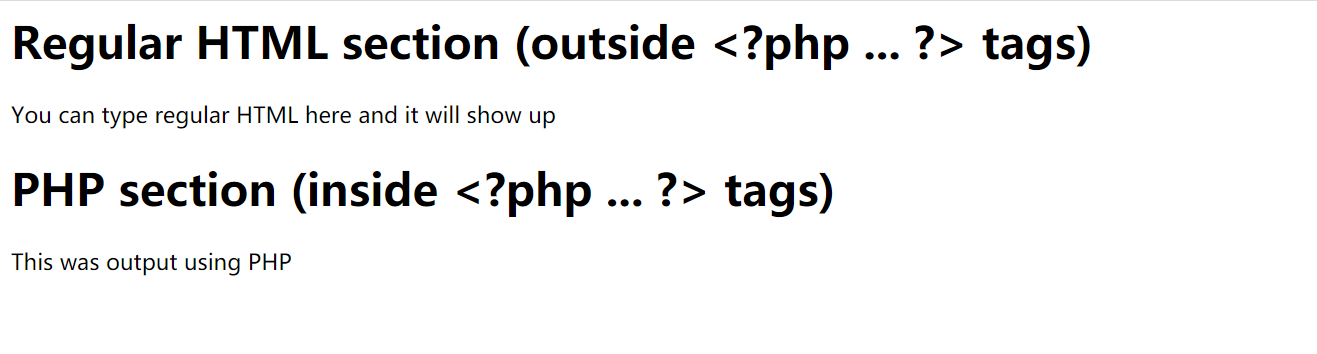 Regular HTML section (outside <?php ... ?> tags)
You can type regular HTML here and it will show up
PHP section (inside <?php ... ?> tags)
This was output using PHP